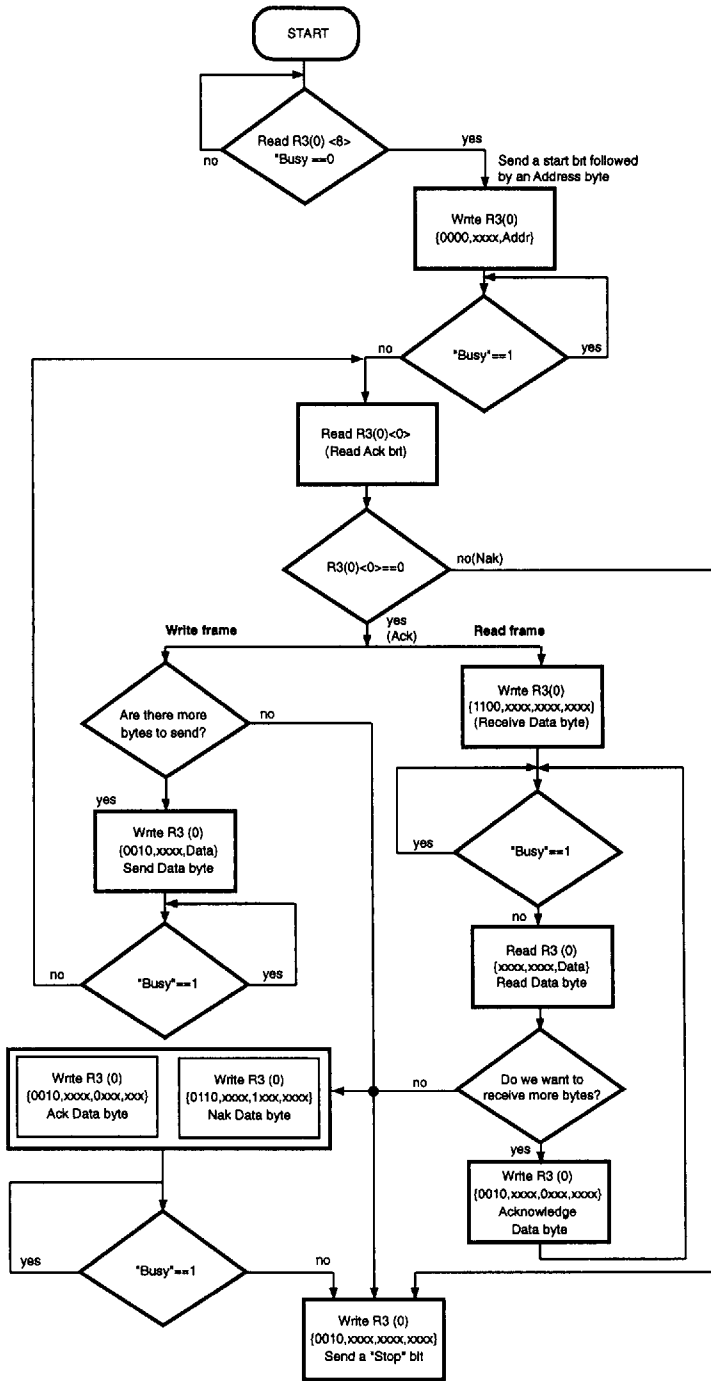 START
Read R3(0) <8>
"Busy ==0
no
yes
Send a start bit followed
by an Address byte
Write R3(0)
{0000,xxxx,Addr}
"Busy"==1
no
yes
Read R3(0)<0>
(Read Ack bit)
R3(0)<0>==0
no(Nak)
yes
(Ack)
Write frame
Read frame
Are there more
bytes to send?
no
yes
Write R3(0)
{1100,xxxx,xxxx,xxxx}
(Receive Data byte)
Write R3 (0)
{0010,xxxx,Data}
Send Data byte
"Busy"==1
yes
no
"Busy"==1
no
yes
Read R3 (0)
{xxxx,xxxx,Data}
Read Data byte
Write R3 (0)
{0010,xxxx,0xxx,xxx}
Ack Data byte
Write R3 (0)
{0110,xxxx,1xxx,xxxx}
Nak Data byte
no
Do we want to
receive more bytes?
yes
Write R3 (0)
{0010,xxxx,0xxx,xxxx}
Acknowledge
Data byte
"Busy"==1
yes
no
Write R3 (0)
{0010,xxxx,xxxx,xxxx}
Send a "Stop" bit